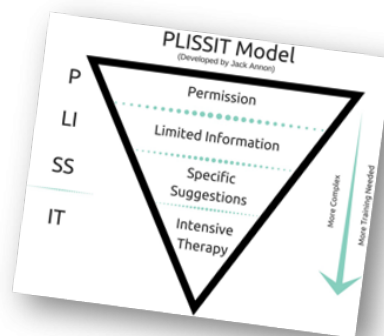 PLISSIT Model
(Developed by Jack Annon)
P
Permission
LI
Limited Information
SS
Specific
Suggestions
IT
Intensive
Therapy
More Complex
More Training Needed